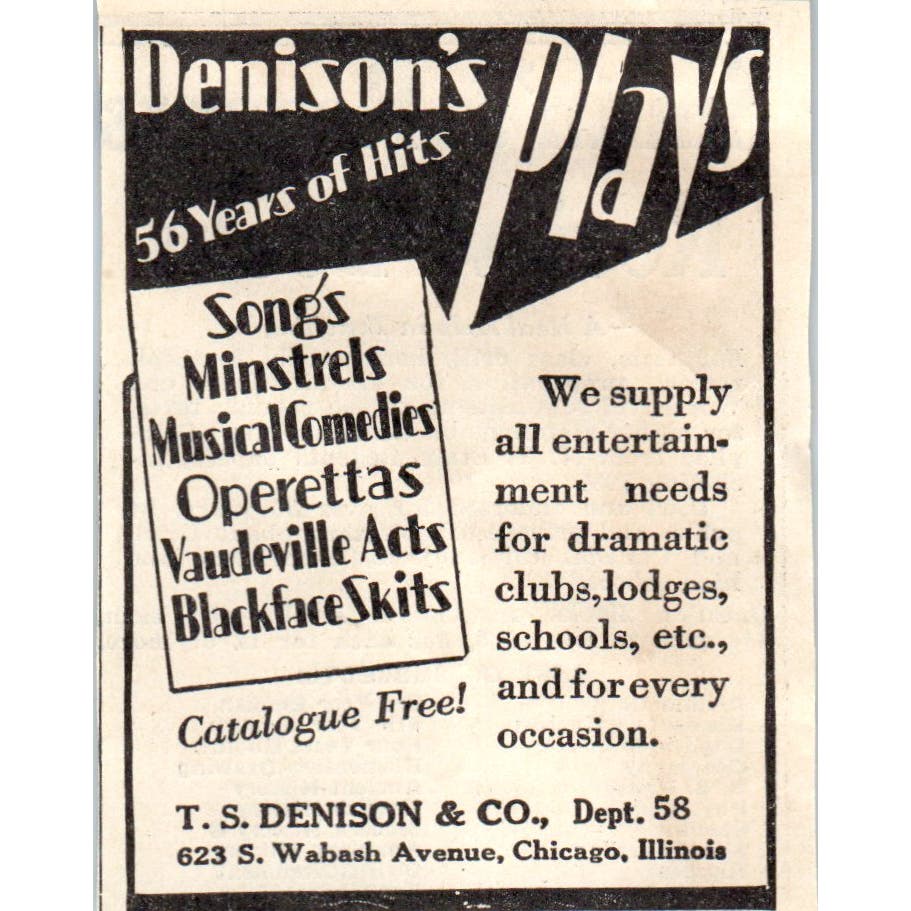 Denison's Plays
56 Years of Hits
Songs
Minstrels
Musical Comedies
Operettas
Vaudeville Acts
Blackface Skits
Catalogue Free!
We supply
all entertain-
ment needs
for dramatic
clubs, lodges,
schools, etc.,
and for every
occasion.
T. S. DENISON & CO., Dept. 58
623 S. Wabash Avenue, Chicago, Illinois